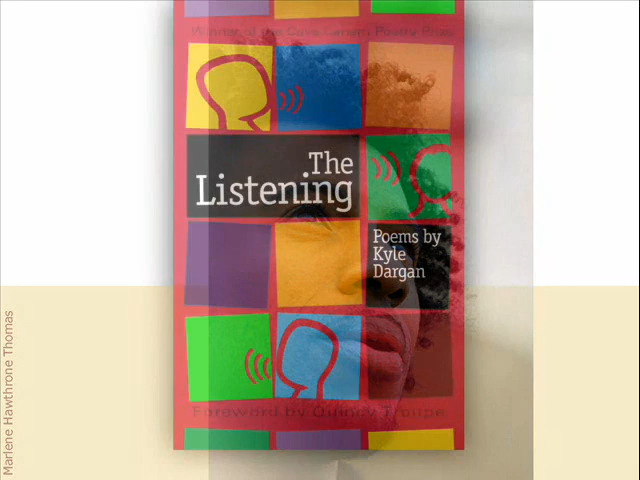 Winner of the Cave Canem Poetry Prize
The
Listening
Poems by
Kyle
Dargan
Foreword by Quincy Troupe
Marlene Hawthrone Thomas